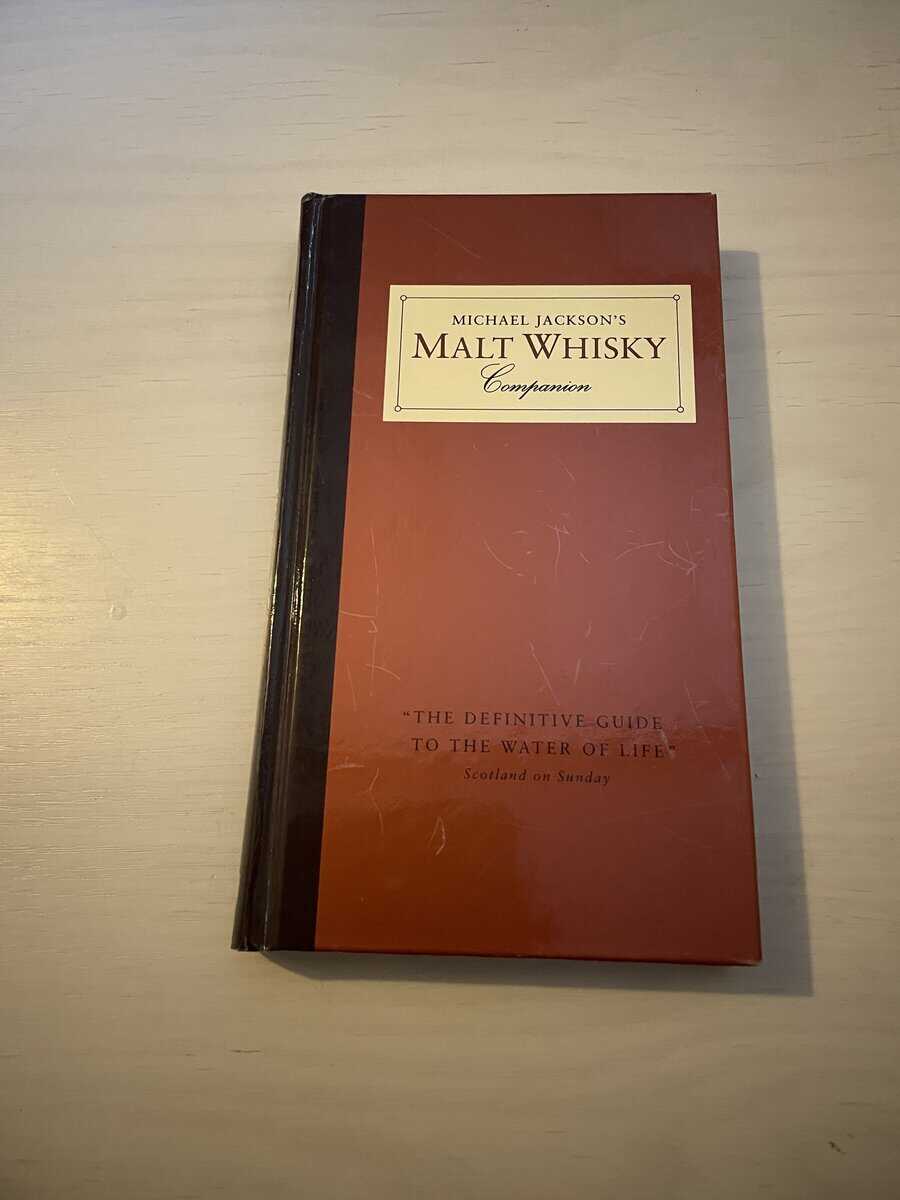 MICHAEL JACKSON'S
MALT WHISKY
Companion
"THE DEFINITIVE GUIDE
TO THE WATER OF LIFE"
Scotland on Sunday